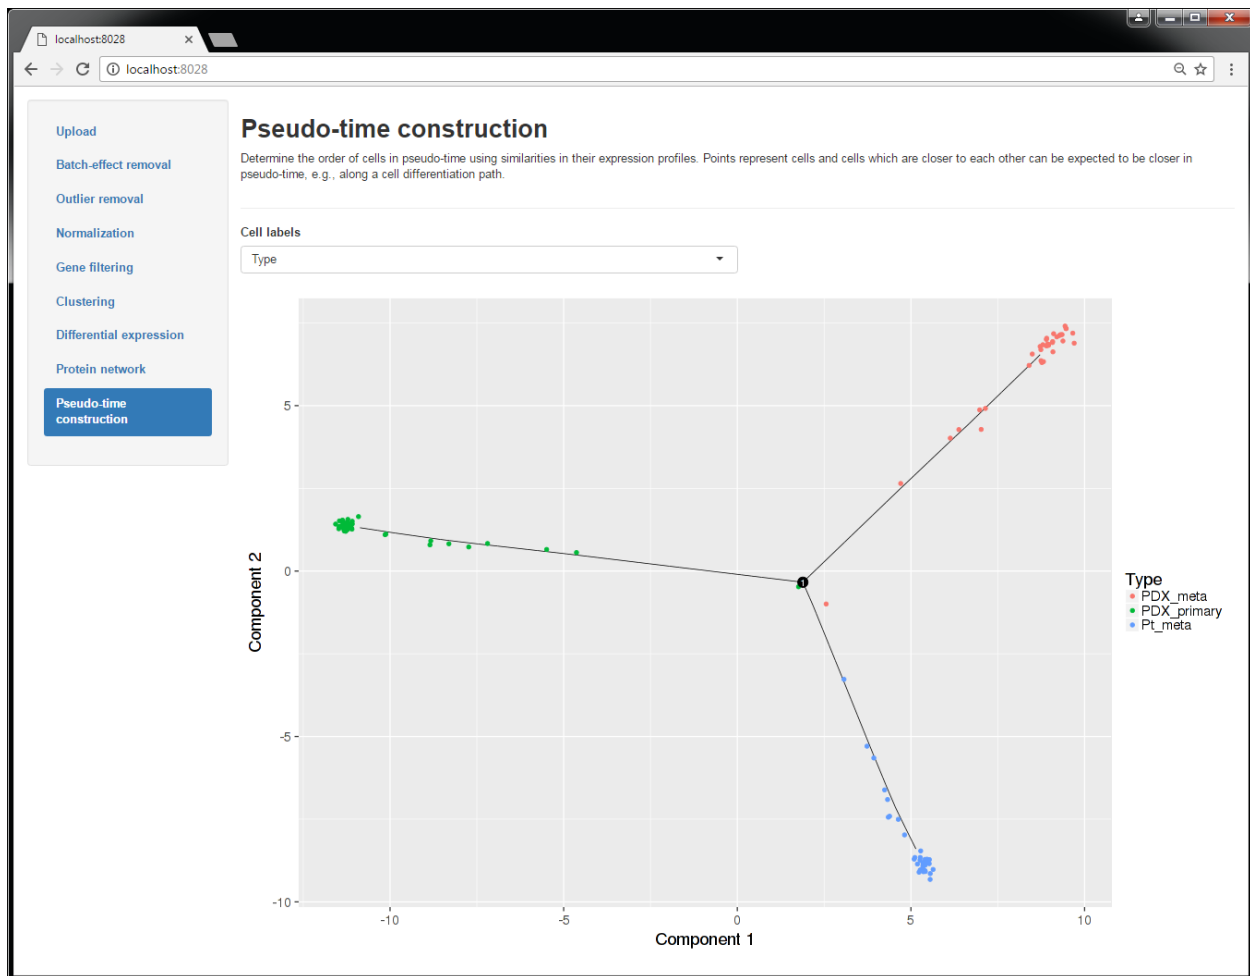 localhost:8028
localhost:8028
Upload
Batch-effect removal
Outlier removal
Normalization
Gene filtering
Clustering
Differential expression
Protein network
Pseudo-time
construction
Pseudo-time construction
Determine the order of cells in pseudo-time using similarities in their expression profiles. Points represent cells and cells which are closer to each other can be expected to be closer in
pseudo-time, e.g., along a cell differentiation path.
Cell labels
Type
5
0
-5
-10
Component 2
1
-10
-5
0
5
10
Component 1
Type
PDX_meta
PDX_primary
Pt_meta